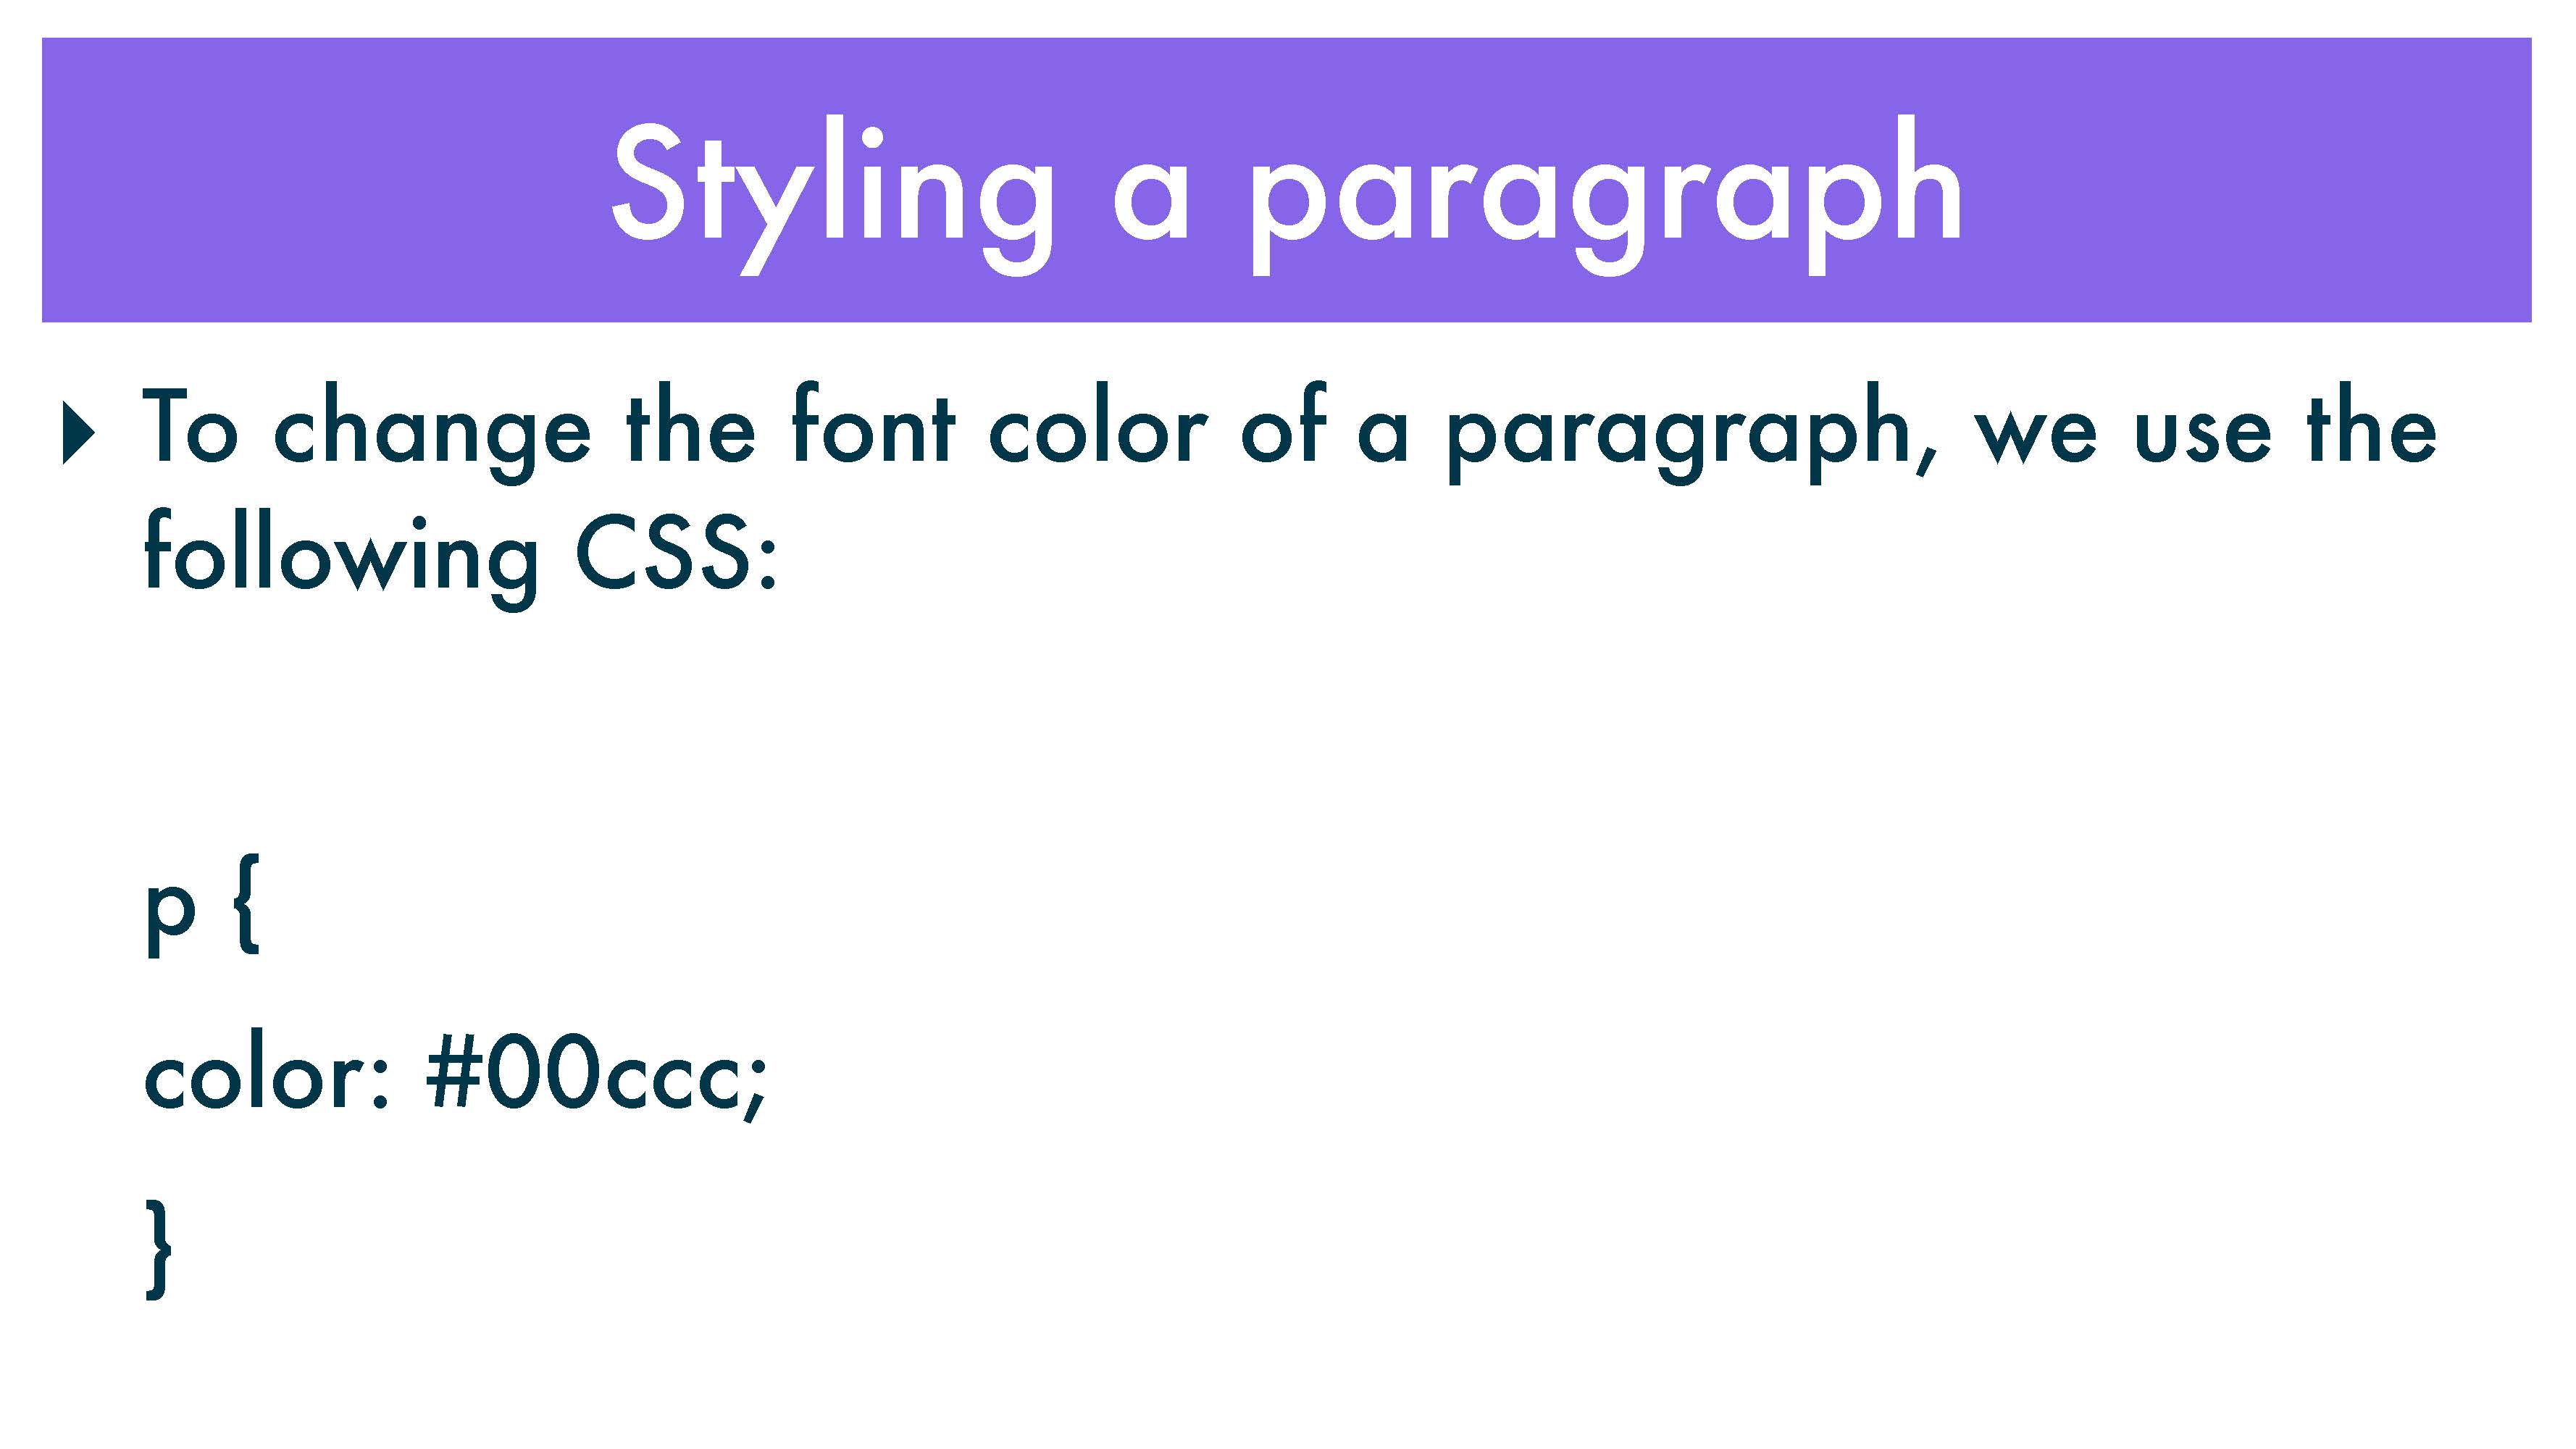 Styling a paragraph
To change the font color of a paragraph, we use the
following CSS:
p {
color: #00ccc;
}